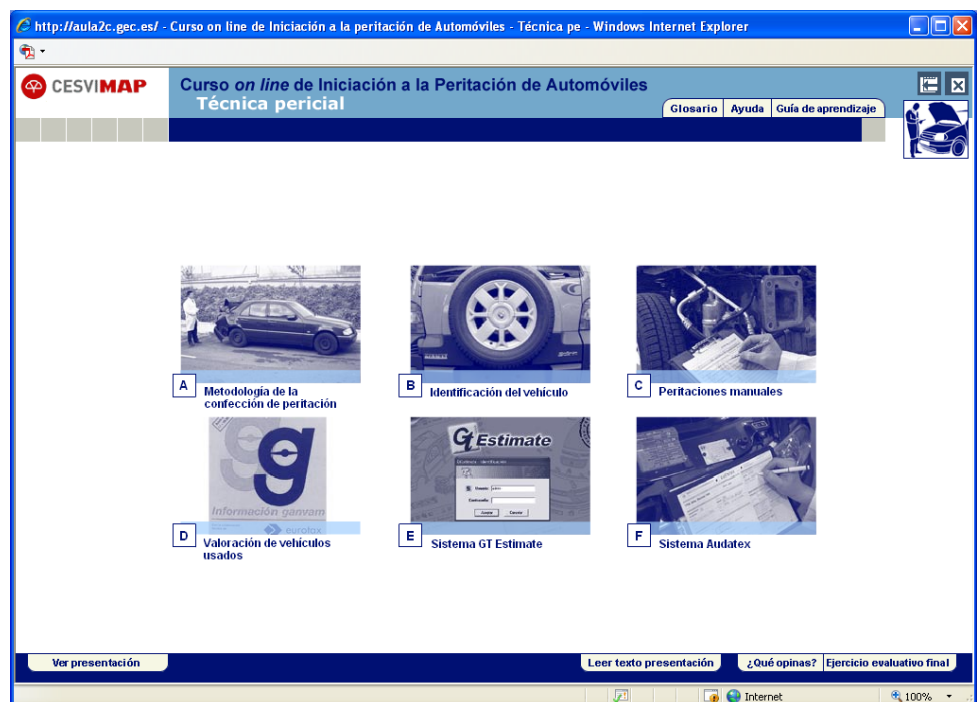 http://aula2c.gec.es/ - Curso on line de Iniciación a la peritación de Automóviles - Técnica pe - Windows Internet Explorer
CESVIMAP
Curso on line de Iniciación a la Peritación de Automóviles
Técnica pericial
Glosario
Ayuda
Guía de aprendizaje
A
Metodología de la
confección de peritación
B
Identificación del vehículo
C
Peritaciones manuales
Información ganvam
eurotax
D
Valoración de vehículos
usados
Gt Estimate
E
Sistema GT Estimate
F
Sistema Audatex
Ver presentación
Leer texto presentación
¿Qué opinas?
Ejercicio evaluativo final
Internet
100%